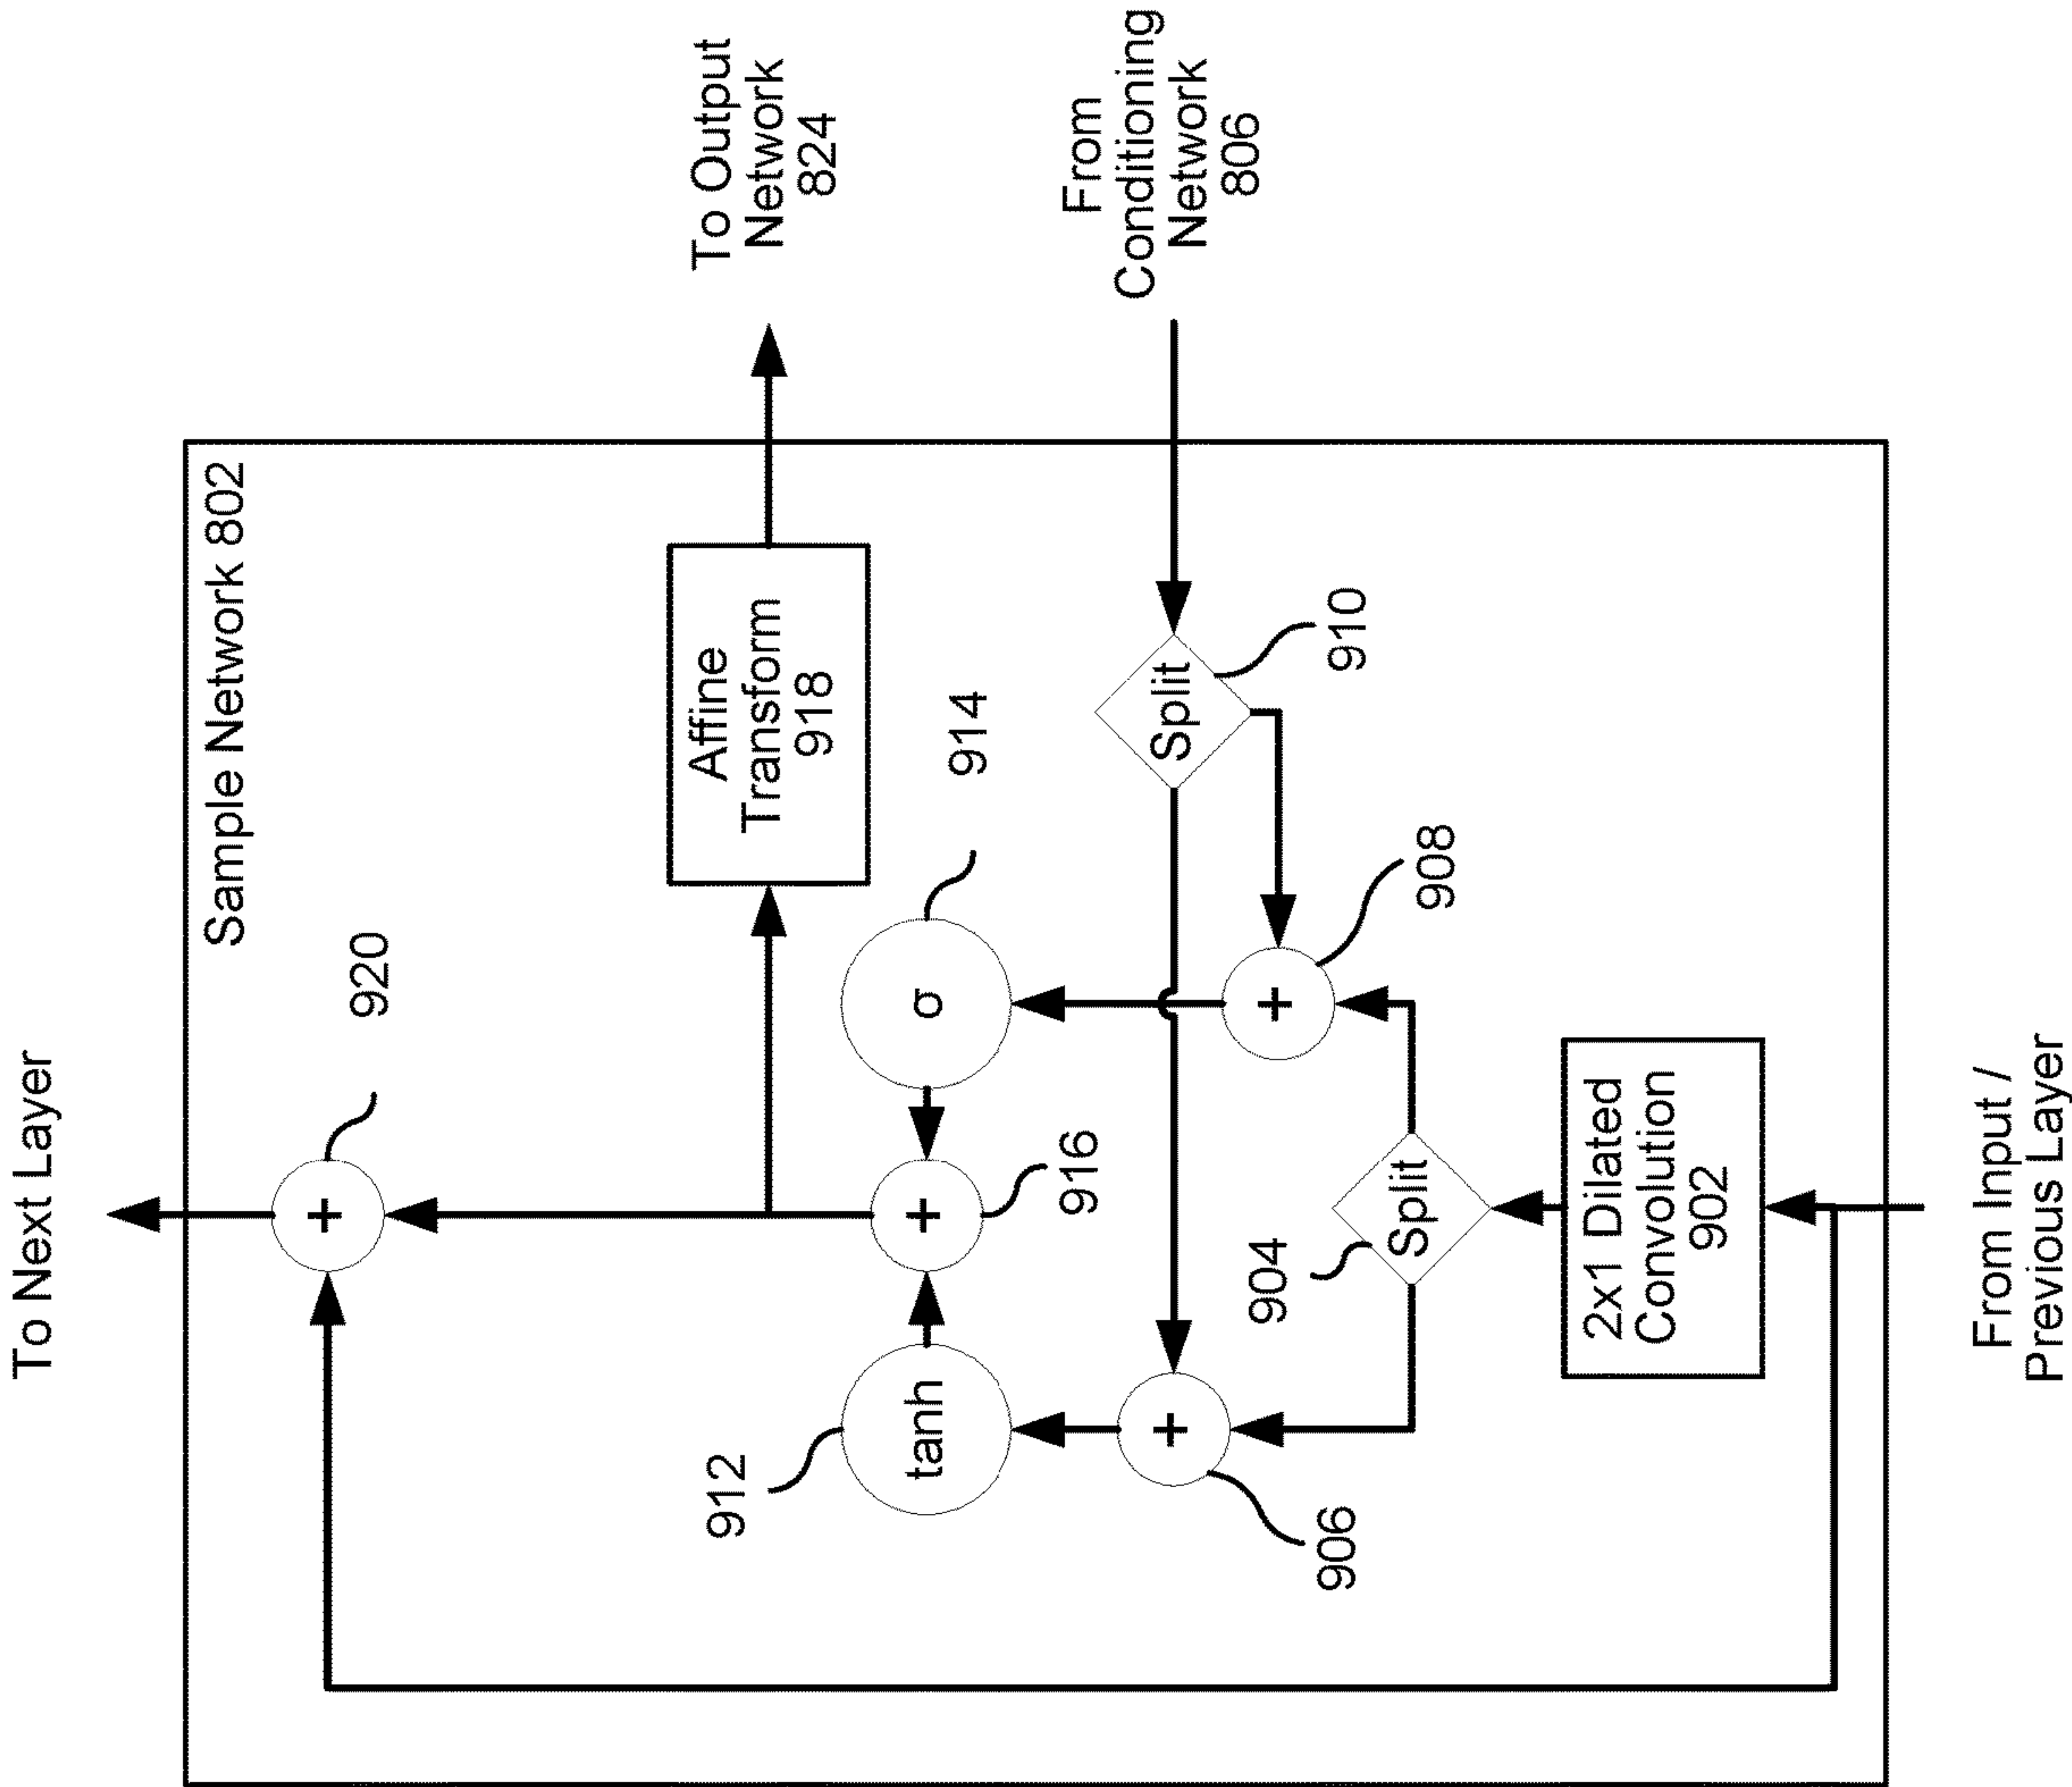 To Next Layer
Sample Network 802
920
To Output
Network
824
Affine
Transform
918
914
σ
+
+
916
tanh
912
From
Conditioning
Network
806
Split
910
+
908
+
906
Split
904
2x1 Dilated
Convolution
902
From Input /
Previous Layer